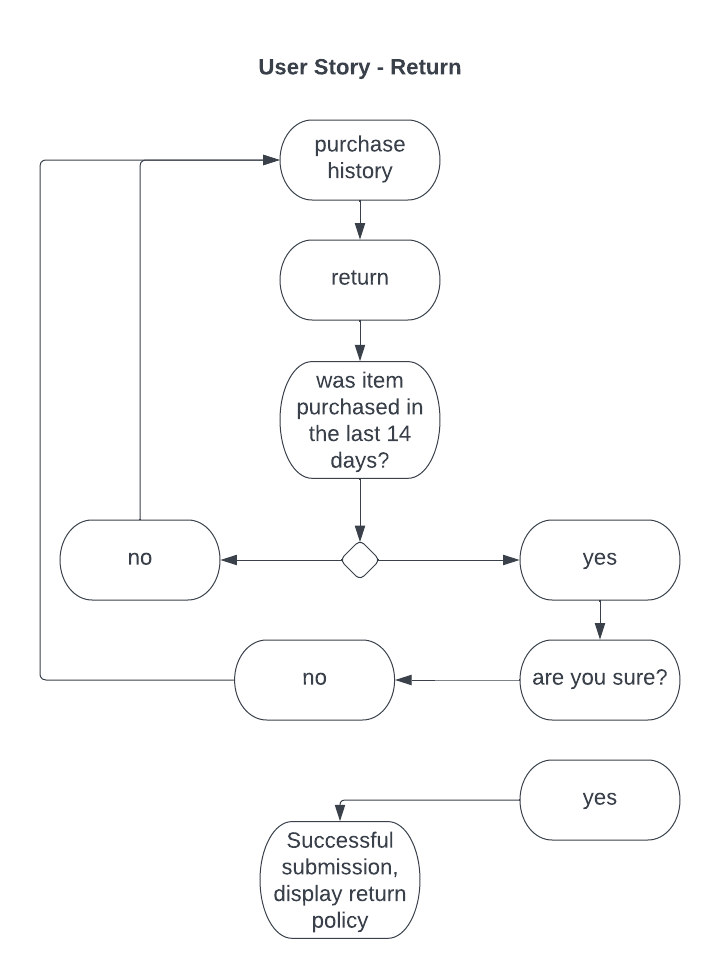 User Story - Return
purchase
history
return
was item
purchased in
the last 14
days?
no
yes
no
are you sure?
yes
Successful
submission,
display return
policy